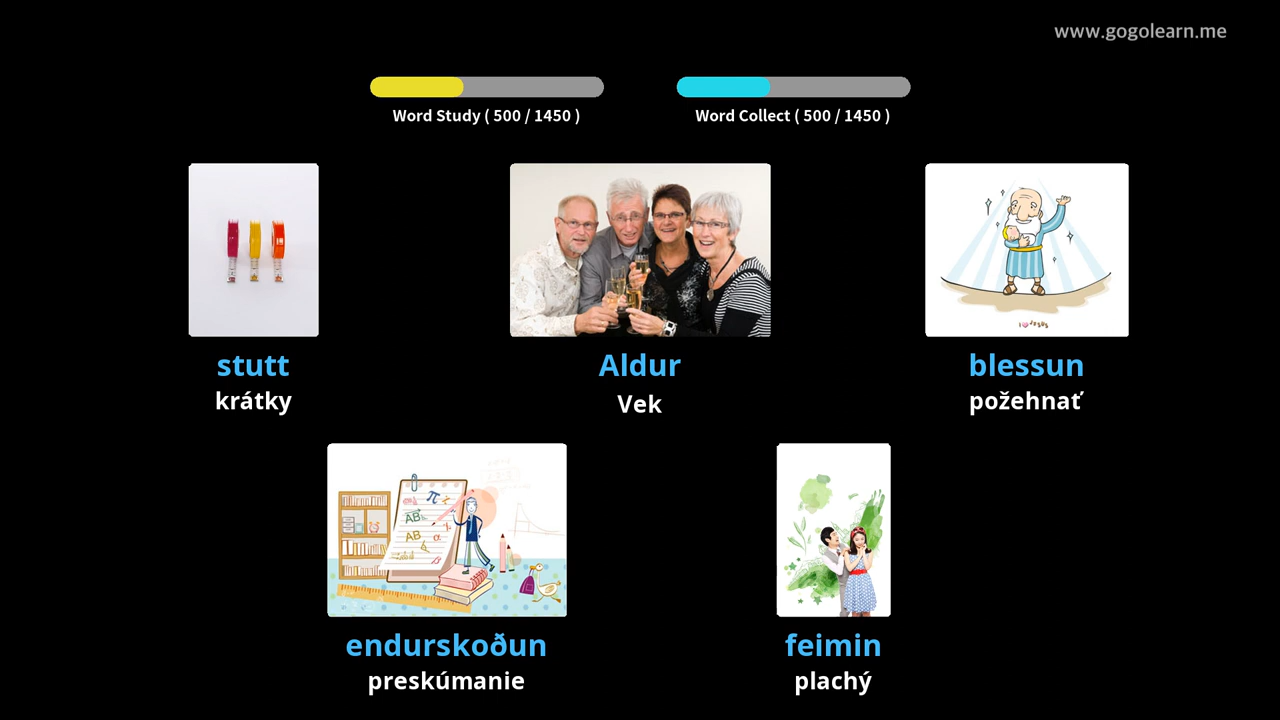 www.gogolearn.me
Word Study ( 500 / 1450 )
Word Collect ( 500 / 1450 )
stutt
krátky
Aldur
Vek
blessun
požehnať
endurskoðun
preskúmanie
feimin
plachý